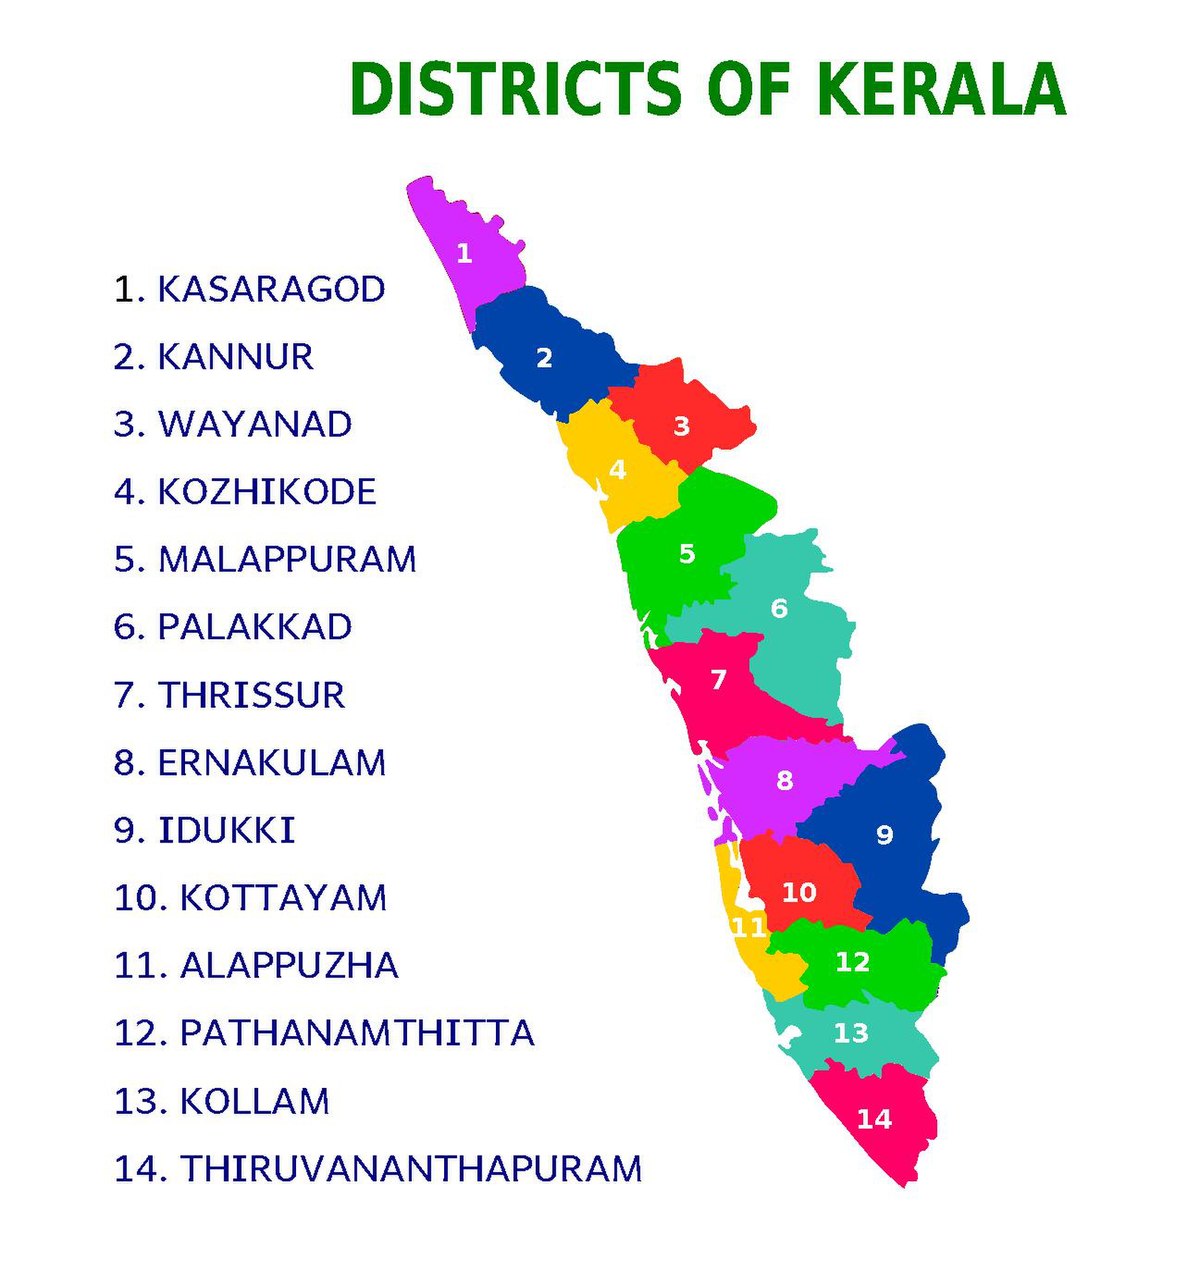 DISTRICTS OF KERALA
1. KASARAGOD
2. KANNUR
3. WAYANAD
4. KOZHIKODE
5. MALAPPURAM
6. PALAKKAD
7. THRISSUR
8. ERNAKULAM
9. IDUKKI
10. KOTTAYAM
11. ALAPPUZHA
12. PATHANAMTHITTA
13. KOLLAM
14. THIRUVANANTHAPURAM
1
2
3
4
5
6
7
8
9
10
11
12
13
14